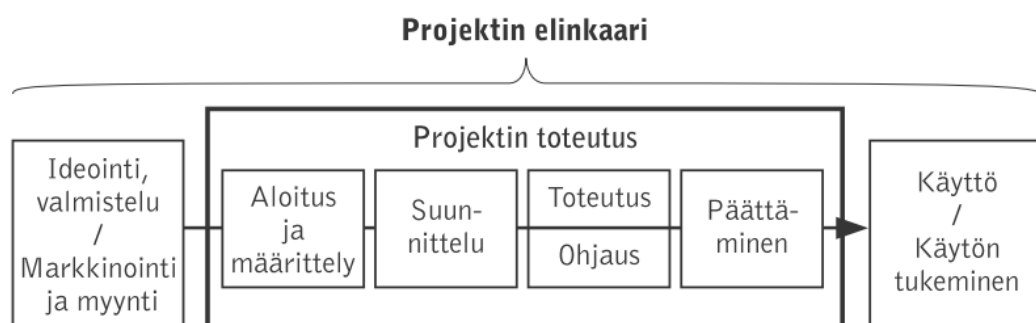 Projektin elinkaari
Projektin toteutus
Ideointi,
valmistelu
/
Markkinointi
ja myynti
Aloitus
ja
määrittely
Suun-
nittelu
Toteutus
Ohjaus
Päättä-
minen
Käyttö
/
Käytön
tukeminen